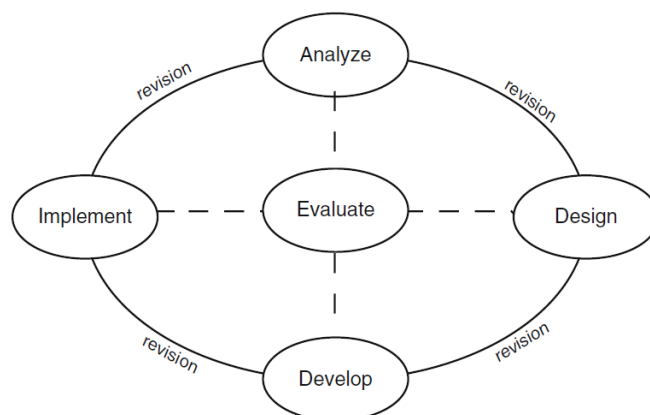 Analyze
revision
revision
Implement
Evaluate
Design
revision
revision
Develop